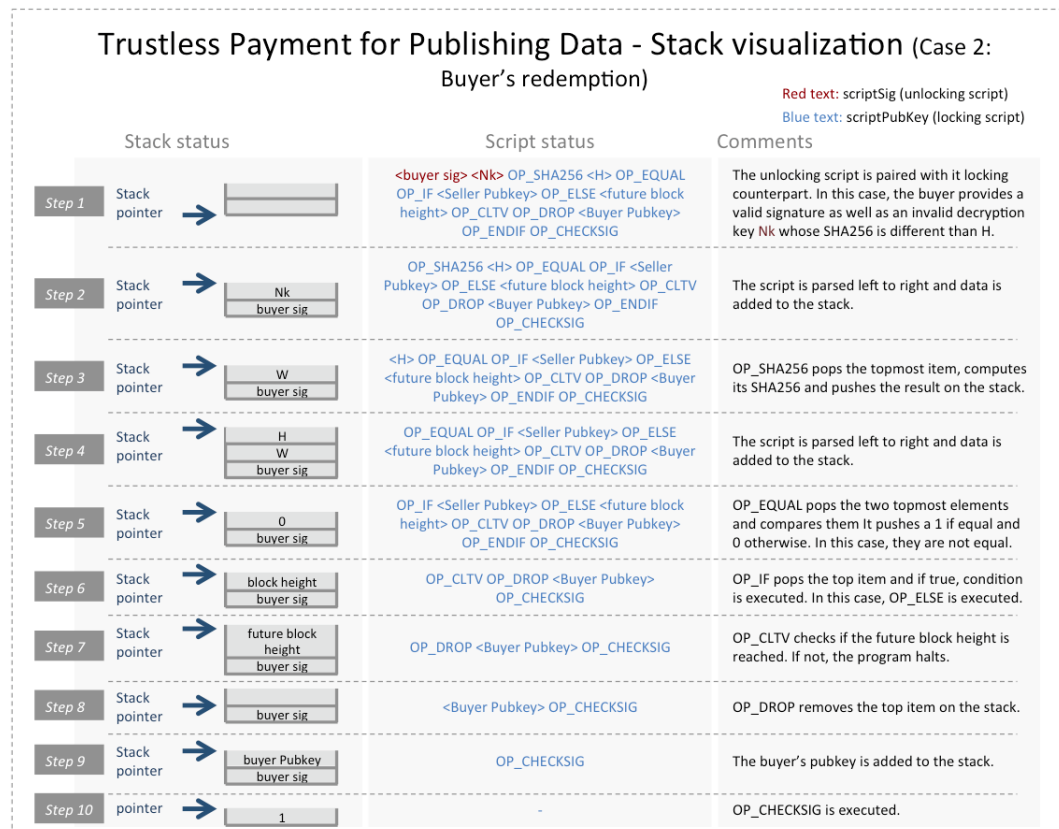 Trustless Payment for Publishing Data - Stack visualization (Case 2:
Buyer's redemption)
Red text: scriptSig (unlocking script)
Blue text: scriptPubKey (locking script)
Stack status
Script status
Comments
Step 1
Stack
pointer
<buyer sig> <Nk> OP_SHA256 <H> OP_EQUAL
OP_IF <Seller Pubkey> OP_ELSE <future block
height> OP_CLTV OP_DROP <Buyer Pubkey>
OP_ENDIF OP_CHECKSIG
The unlocking script is paired with it locking
counterpart. In this case, the buyer provides a
valid signature as well as an invalid decryption
key Nk whose SHA256 is different than H.
Step 2
Stack
pointer
Nk
buyer sig
OP_SHA256 <H> OP_EQUAL OP_IF <Seller
Pubkey> OP_ELSE <future block height> OP_CLTV
OP_DROP <Buyer Pubkey> OP_ENDIF
OP_CHECKSIG
The script is parsed left to right and data is
added to the stack.
Step 3
Stack
pointer
W
buyer sig
<H> OP_EQUAL OP_IF <Seller Pubkey> OP_ELSE
<future block height> OP_CLTV OP_DROP <Buyer
Pubkey> OP_ENDIF OP_CHECKSIG
OP_SHA256 pops the topmost item, computes
its SHA256 and pushes the result on the stack.
Step 4
Stack
pointer
H
W
buyer sig
OP_EQUAL OP_IF <Seller Pubkey> OP_ELSE
<future block height> OP_CLTV OP_DROP <Buyer
Pubkey> OP_ENDIF OP_CHECKSIG
The script is parsed left to right and data is
added to the stack.
Step 5
Stack
pointer
0
buyer sig
OP_IF <Seller Pubkey> OP_ELSE <future block
height> OP_CLTV OP_DROP <Buyer Pubkey>
OP_ENDIF OP_CHECKSIG
OP_EQUAL pops the two topmost elements
and compares them It pushes a 1 if equal and
0 otherwise. In this case, they are not equal.
Step 6
Stack
pointer
block height
buyer sig
OP_CLTV OP_DROP <Buyer Pubkey>
OP_CHECKSIG
OP_IF pops the top item and if true, condition
is executed. In this case, OP_ELSE is executed.
Step 7
Stack
pointer
future block
height
buyer sig
OP_DROP <Buyer Pubkey> OP_CHECKSIG
OP_CLTV checks if the future block height is
reached. If not, the program halts.
Step 8
Stack
pointer
buyer sig
<Buyer Pubkey> OP_CHECKSIG
OP_DROP removes the top item on the stack.
Step 9
Stack
pointer
buyer Pubkey
buyer sig
OP_CHECKSIG
The buyer's pubkey is added to the stack.
Step 10
pointer
1
-
OP_CHECKSIG is executed.